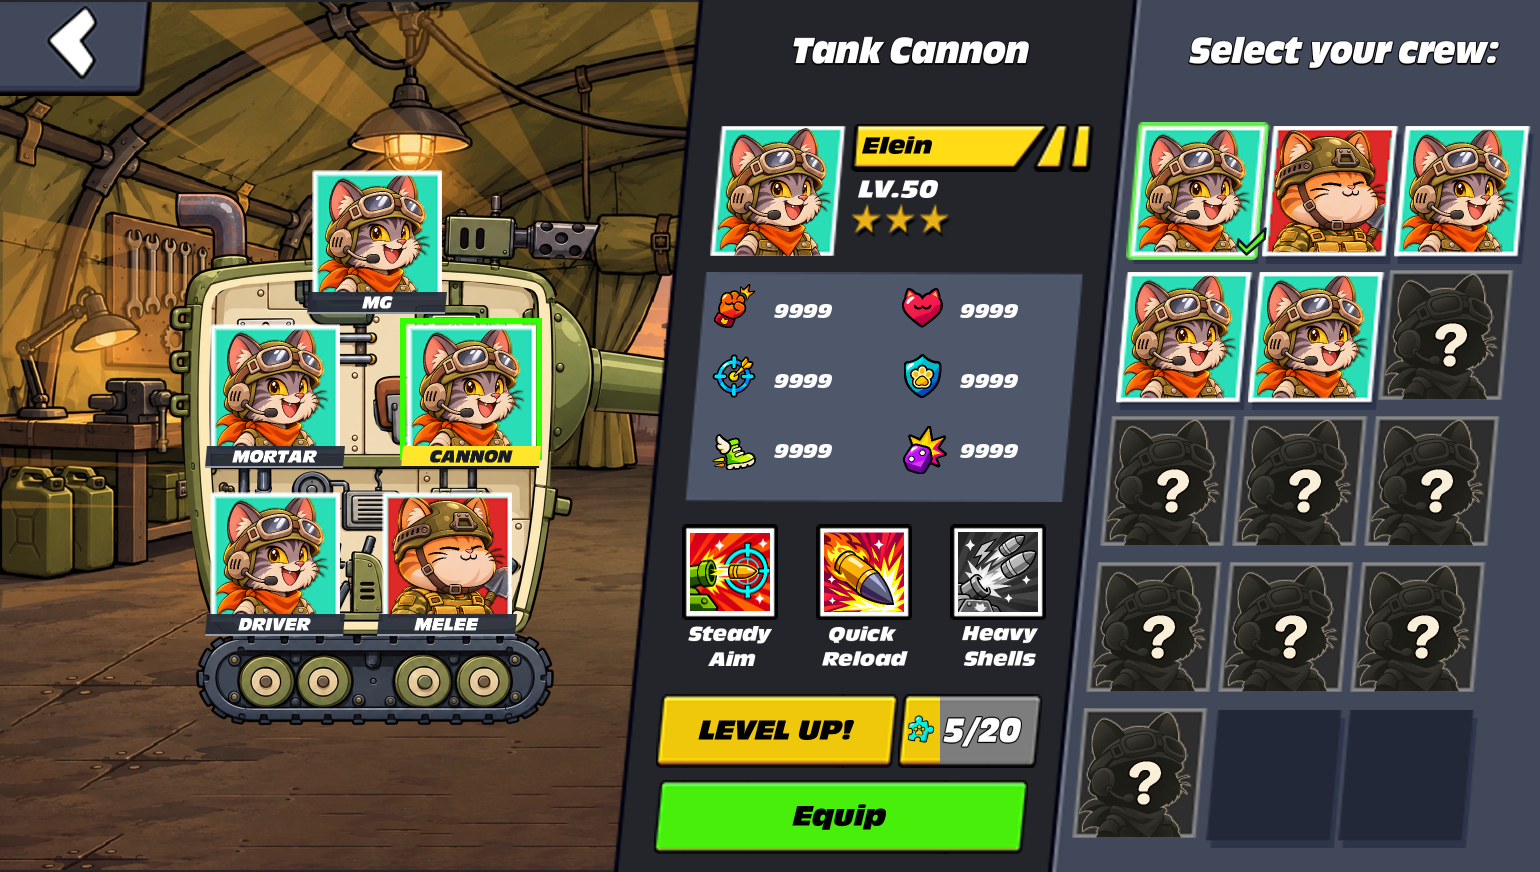 Tank Cannon
Select your crew:
Elein
LV.50
MG
MORTAR
CANNON
DRIVER
MELEE
9999
9999
9999
9999
9999
9999
Steady
Aim
Quick
Reload
Heavy
Shells
LEVEL UP!
5/20
Equip
?
?
?
?
?
?
?
?